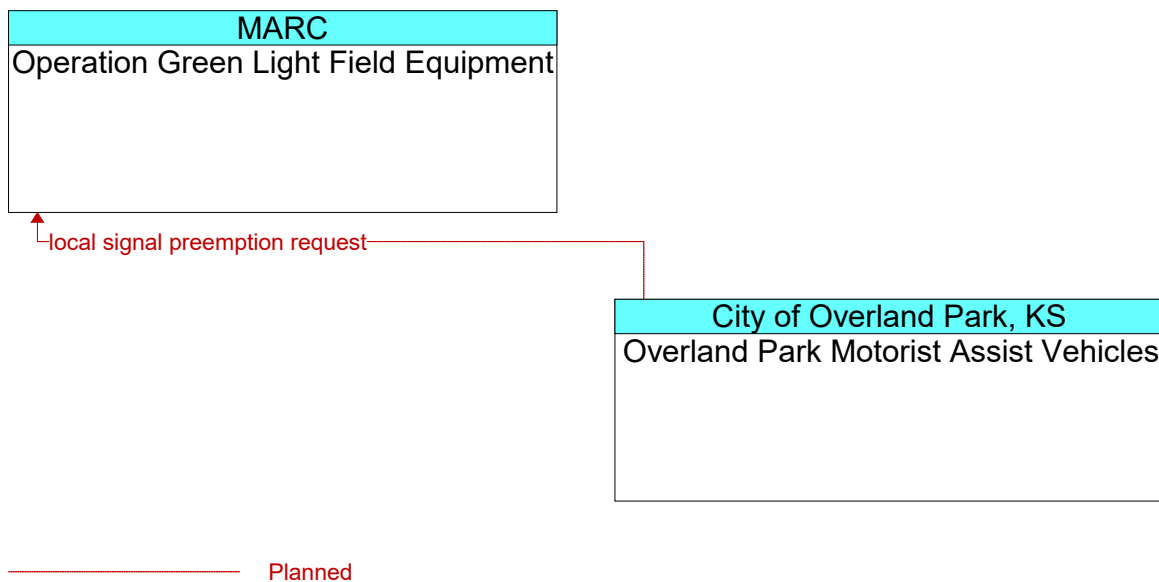 MARC
Operation Green Light Field Equipment
local signal preemption request
City of Overland Park, KS
Overland Park Motorist Assist Vehicles
Planned